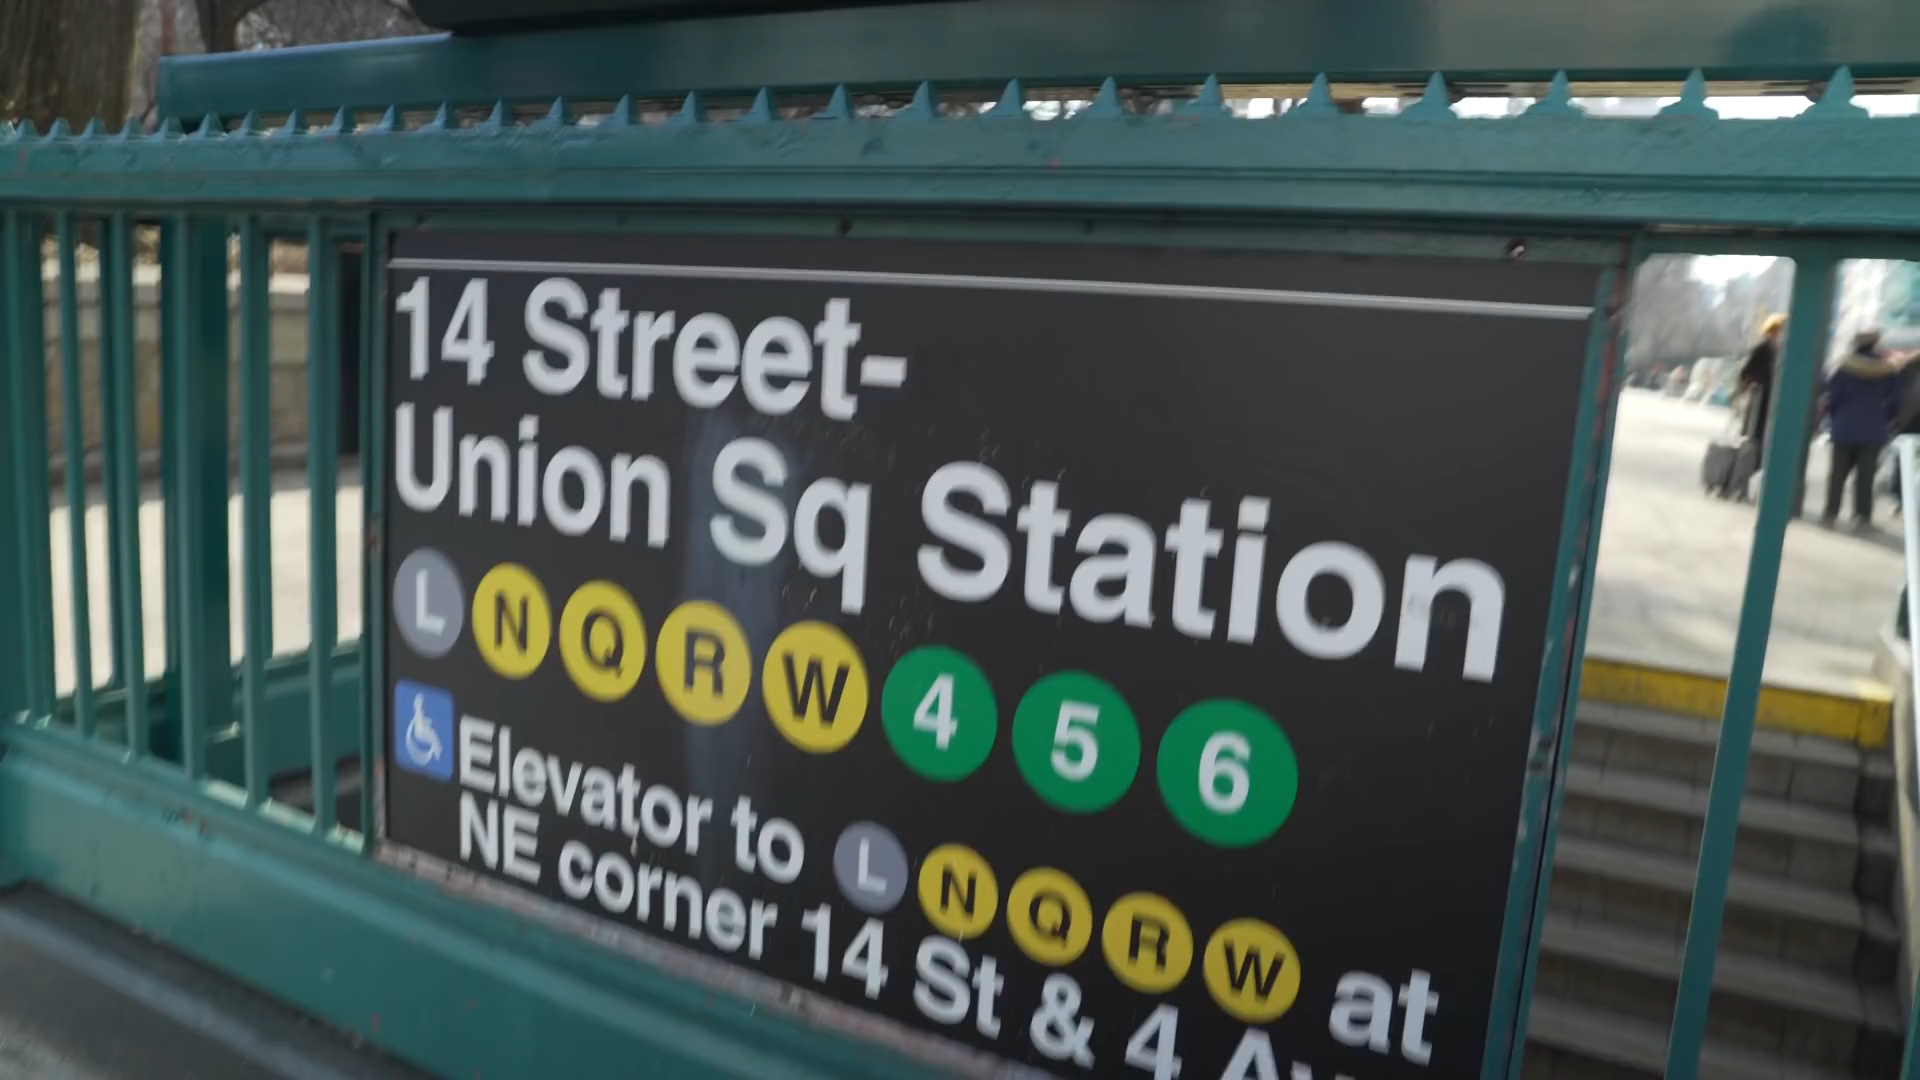 14 Street-
Union Sq Station
L N Q R W 4 5 6
Elevator to L N Q R W at
NE corner 14 St & 4 Av